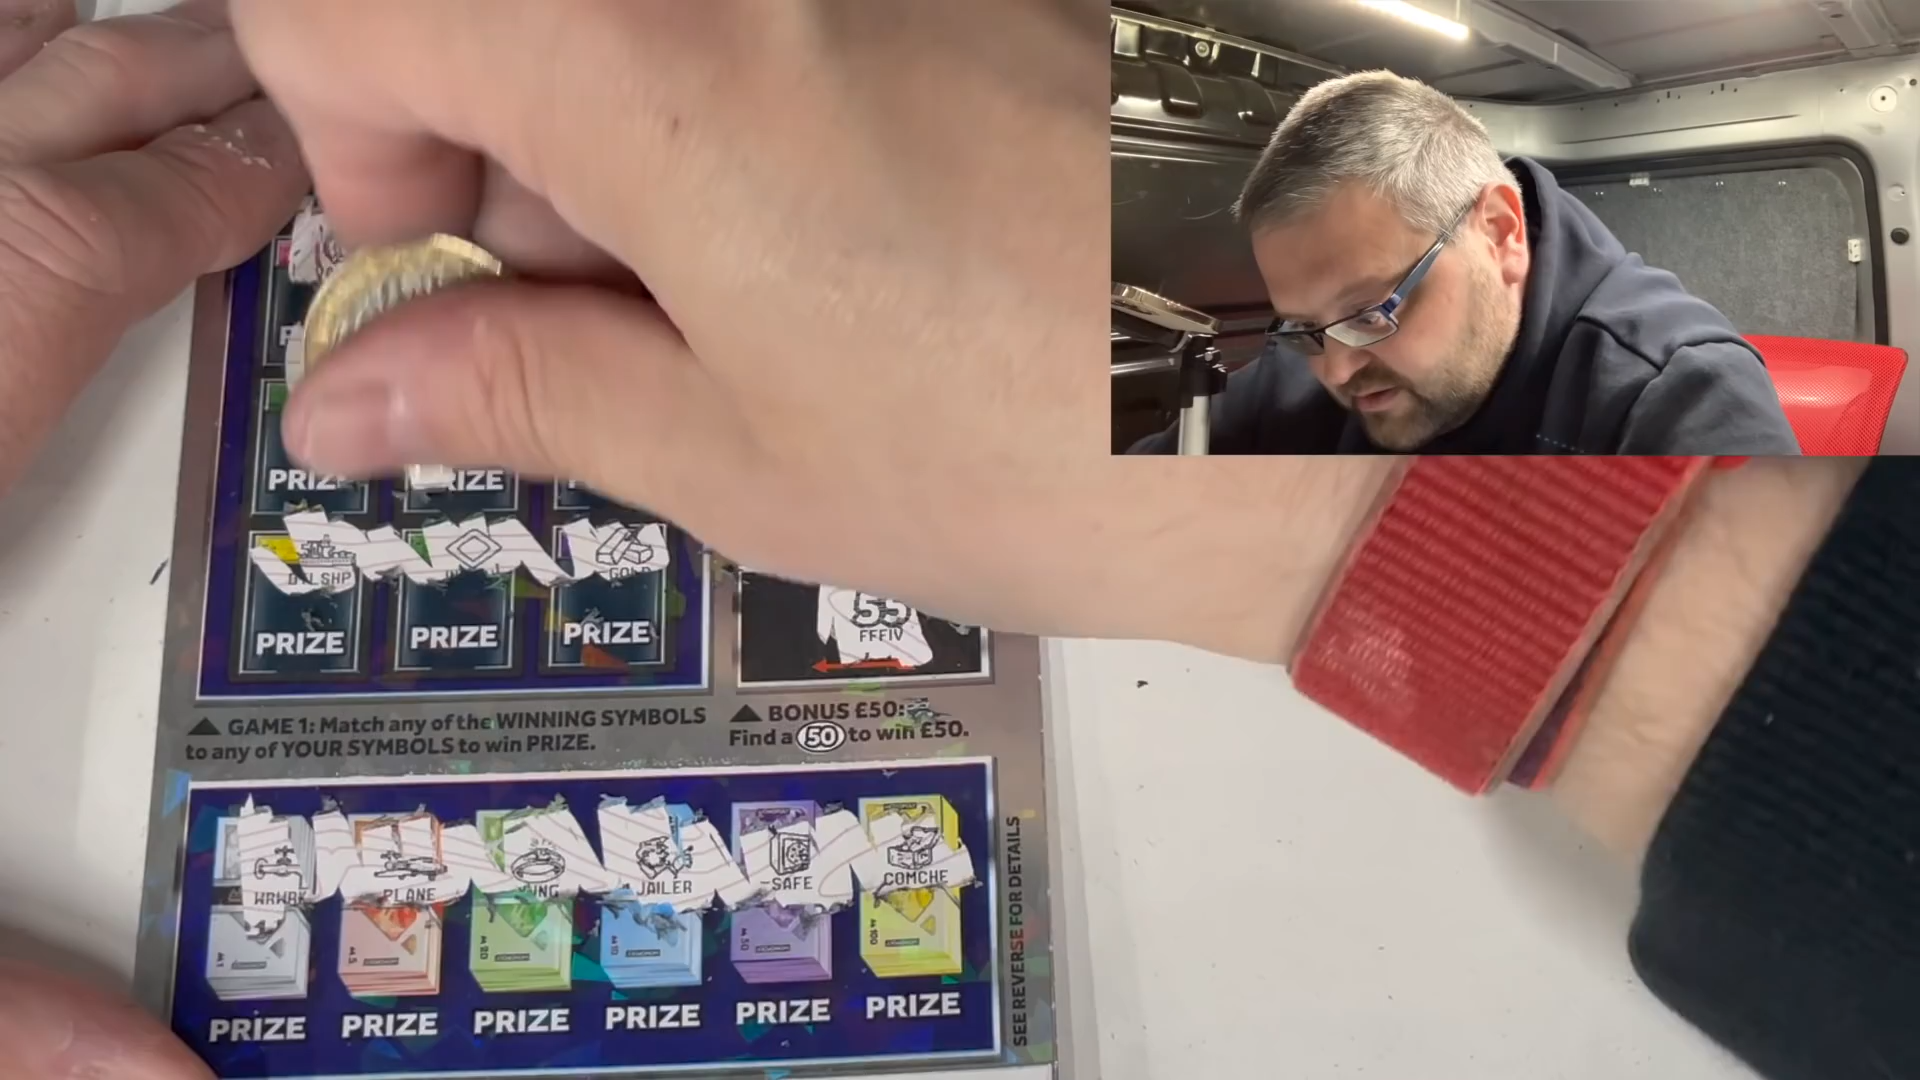 PRIZE PRIZE
GOLD
PRIZE PRIZE PRIZE
55
FFFIV
▲ GAME 1: Match any of the WINNING SYMBOLS
to any of YOUR SYMBOLS to win PRIZE.
▲ BONUS £50:
Find a 50 to win £50.
WRWRK PLANE RING JAILER SAFE COMCHE
PRIZE PRIZE PRIZE PRIZE PRIZE PRIZE
SEE REVERSE FOR DETAILS